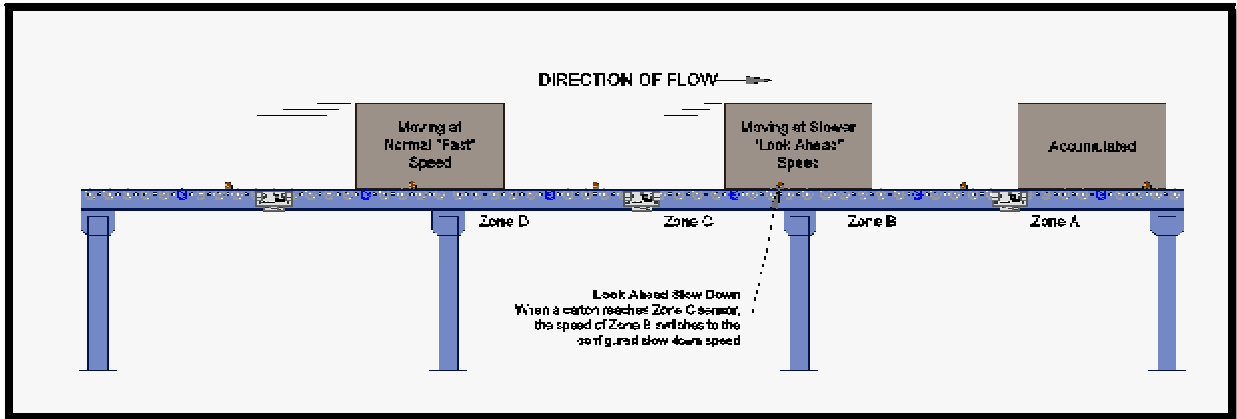 DIRECTION OF FLOW
Moving at
Normal "Fast"
Speed
Moving at Slower
"Look Ahead"
Speed
Accumulated
Zone D
Zone C
Zone B
Zone A
Look Ahead Slow Down
When a carton reaches Zone C sensor,
the speed of Zone B switches to the
configured slow down speed